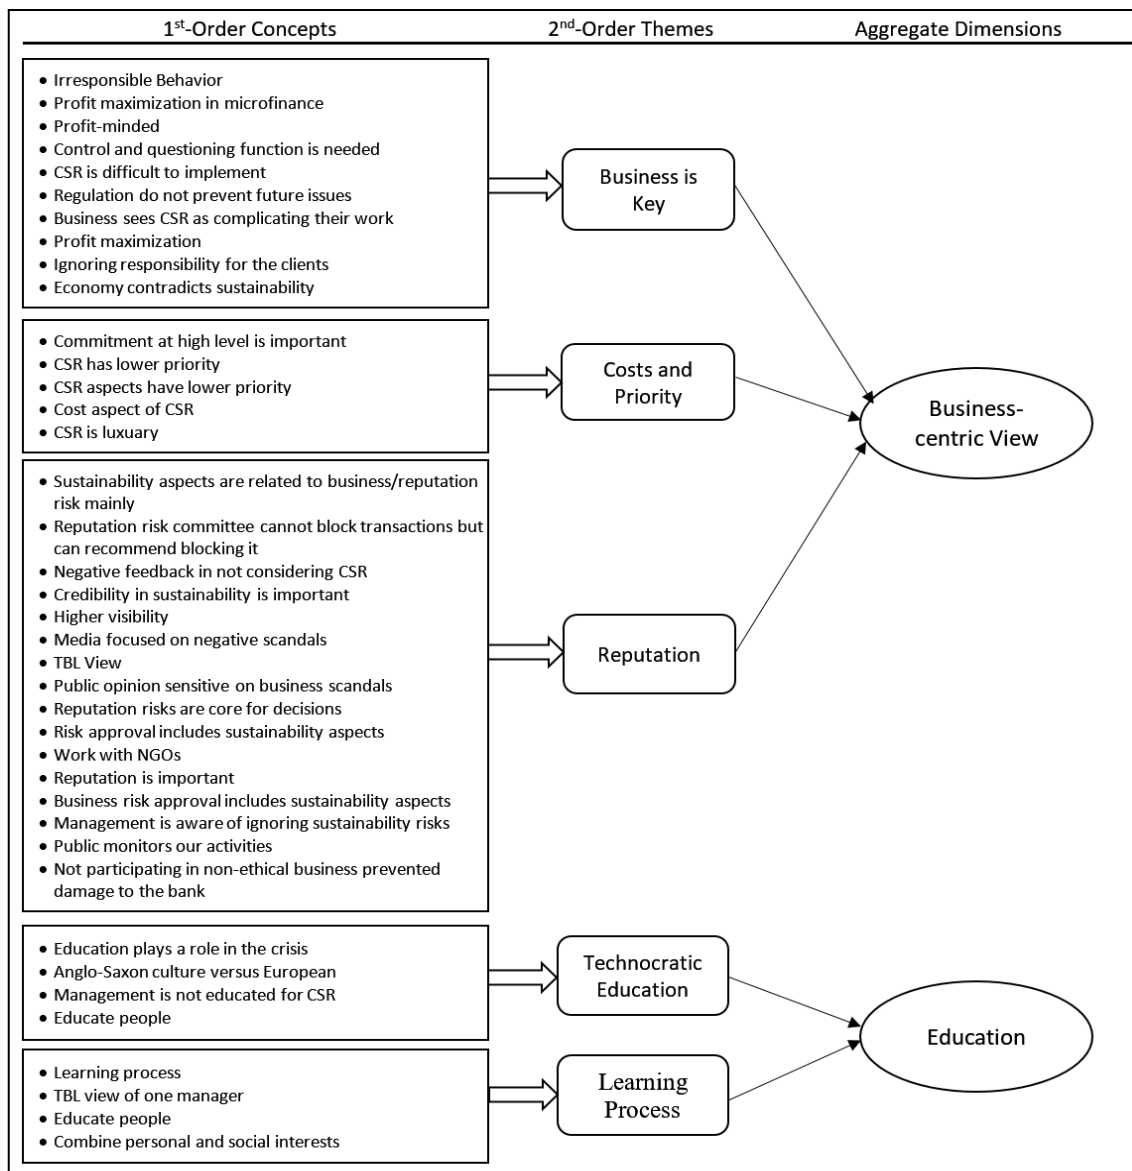 1st-Order Concepts 2nd-Order Themes Aggregate Dimensions
• Irresponsible Behavior
• Profit maximization in microfinance
• Profit-minded
• Control and questioning function is needed
• CSR is difficult to implement
• Regulation do not prevent future issues
• Business sees CSR as complicating their work
• Profit maximization
• Ignoring responsibility for the clients
• Economy contradicts sustainability
Business is
Key
• Commitment at high level is important
• CSR has lower priority
• CSR aspects have lower priority
• Cost aspect of CSR
• CSR is luxuary
Costs and
Priority
Business-
centric View
• Sustainability aspects are related to business/reputation
risk mainly
• Reputation risk committee cannot block transactions but
can recommend blocking it
• Negative feedback in not considering CSR
• Credibility in sustainability is important
• Higher visibility
• Media focused on negative scandals
• TBL View
• Public opinion sensitive on business scandals
• Reputation risks are core for decisions
• Risk approval includes sustainability aspects
• Work with NGOs
• Reputation is important
• Business risk approval includes sustainability aspects
• Management is aware of ignoring sustainability risks
• Public monitors our activities
• Not participating in non-ethical business prevented
damage to the bank
Reputation
• Education plays a role in the crisis
• Anglo-Saxon culture versus European
• Management is not educated for CSR
• Educate people
Technocratic
Education
Education
• Learning process
• TBL view of one manager
• Educate people
• Combine personal and social interests
Learning
Process